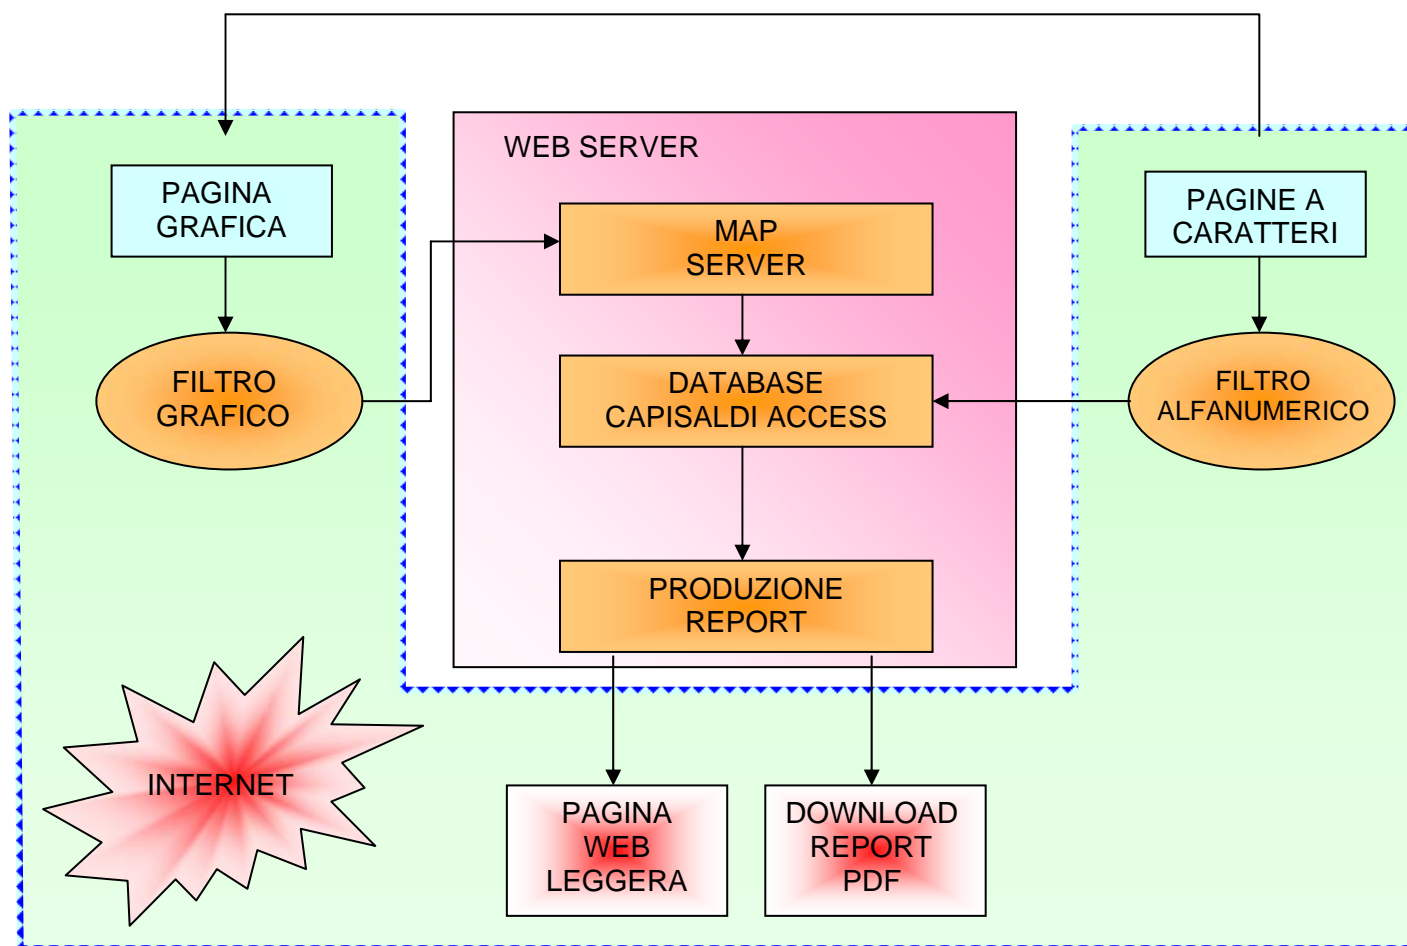 WEB SERVER
PAGINA
GRAFICA
FILTRO
GRAFICO
MAP
SERVER
DATABASE
CAPISALDI ACCESS
PRODUZIONE
REPORT
PAGINE A
CARATTERI
FILTRO
ALFANUMERICO
INTERNET
PAGINA
WEB
LEGGERA
DOWNLOAD
REPORT
PDF